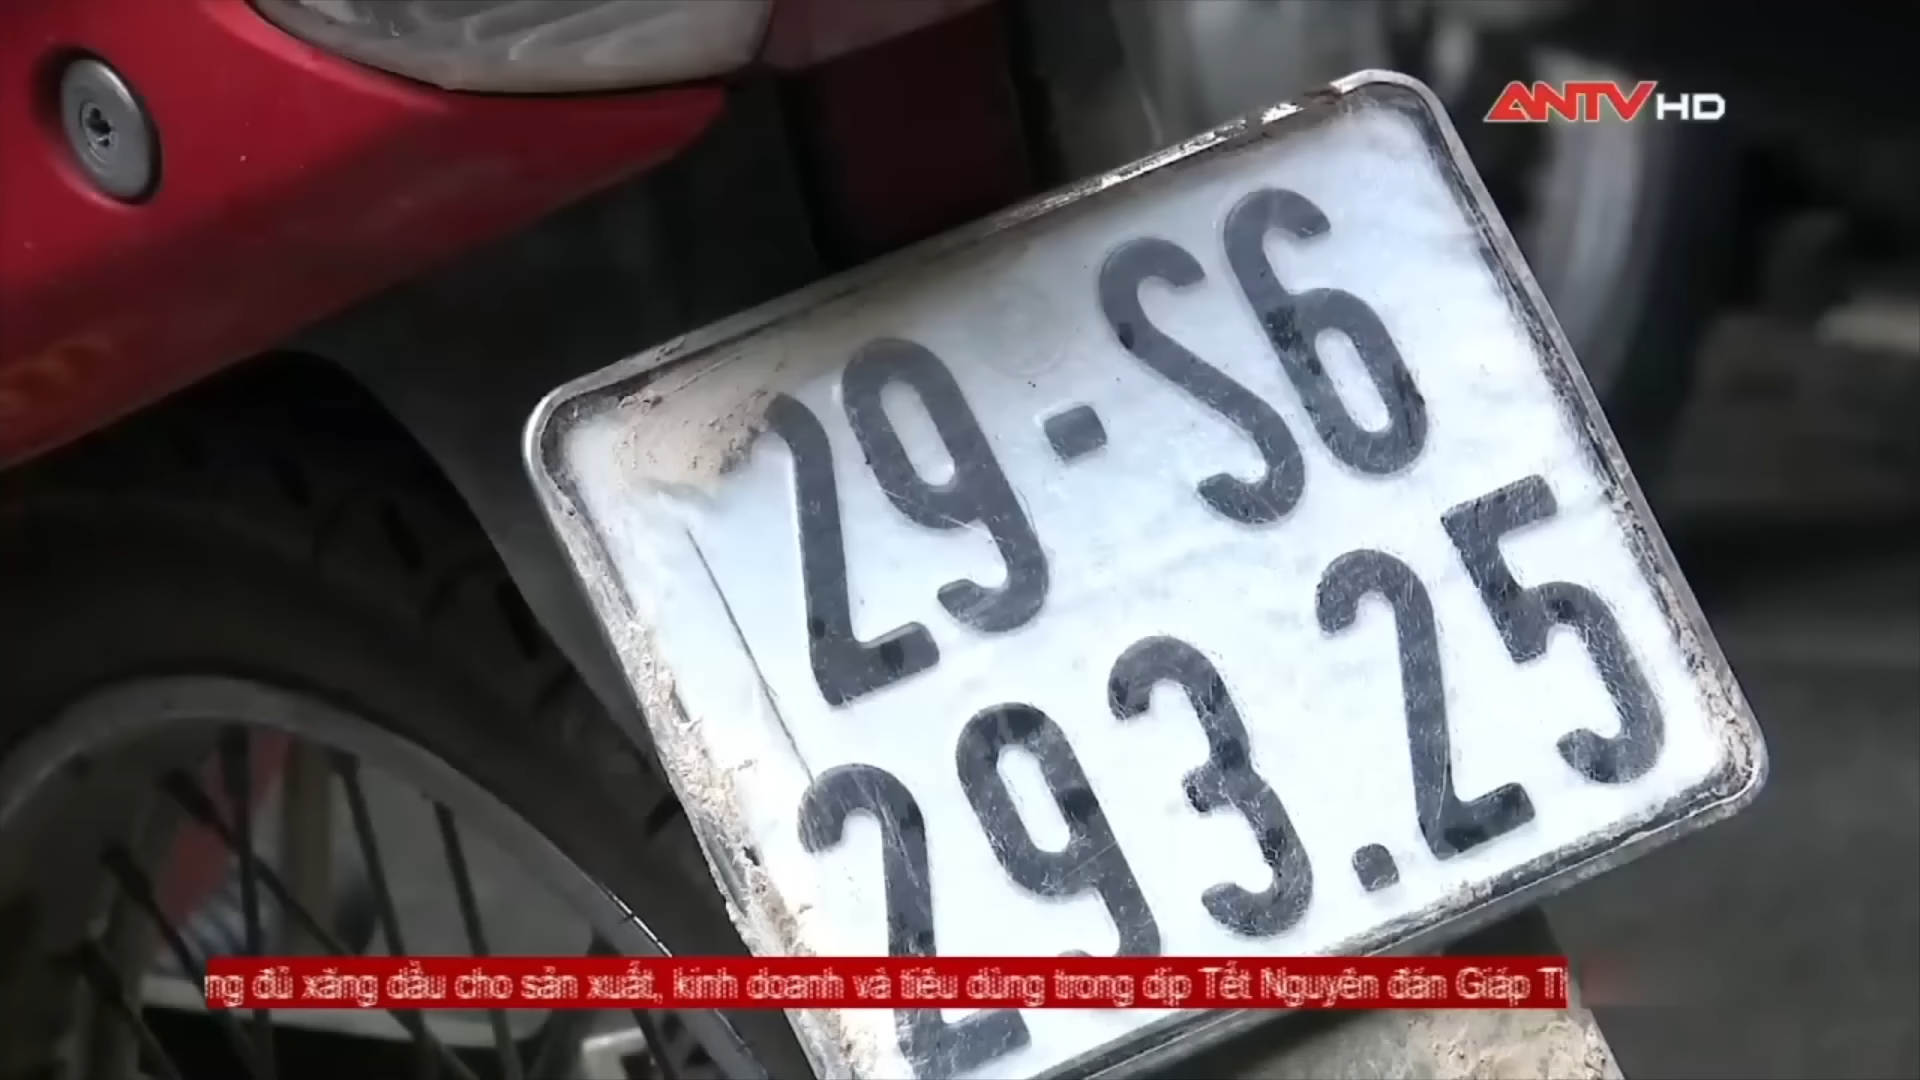 ANTV HD
29-S6
293.25
ng đủ xăng dầu cho sản xuất, kinh doanh và tiêu dùng trong dịp Tết Nguyên đán Giáp Th